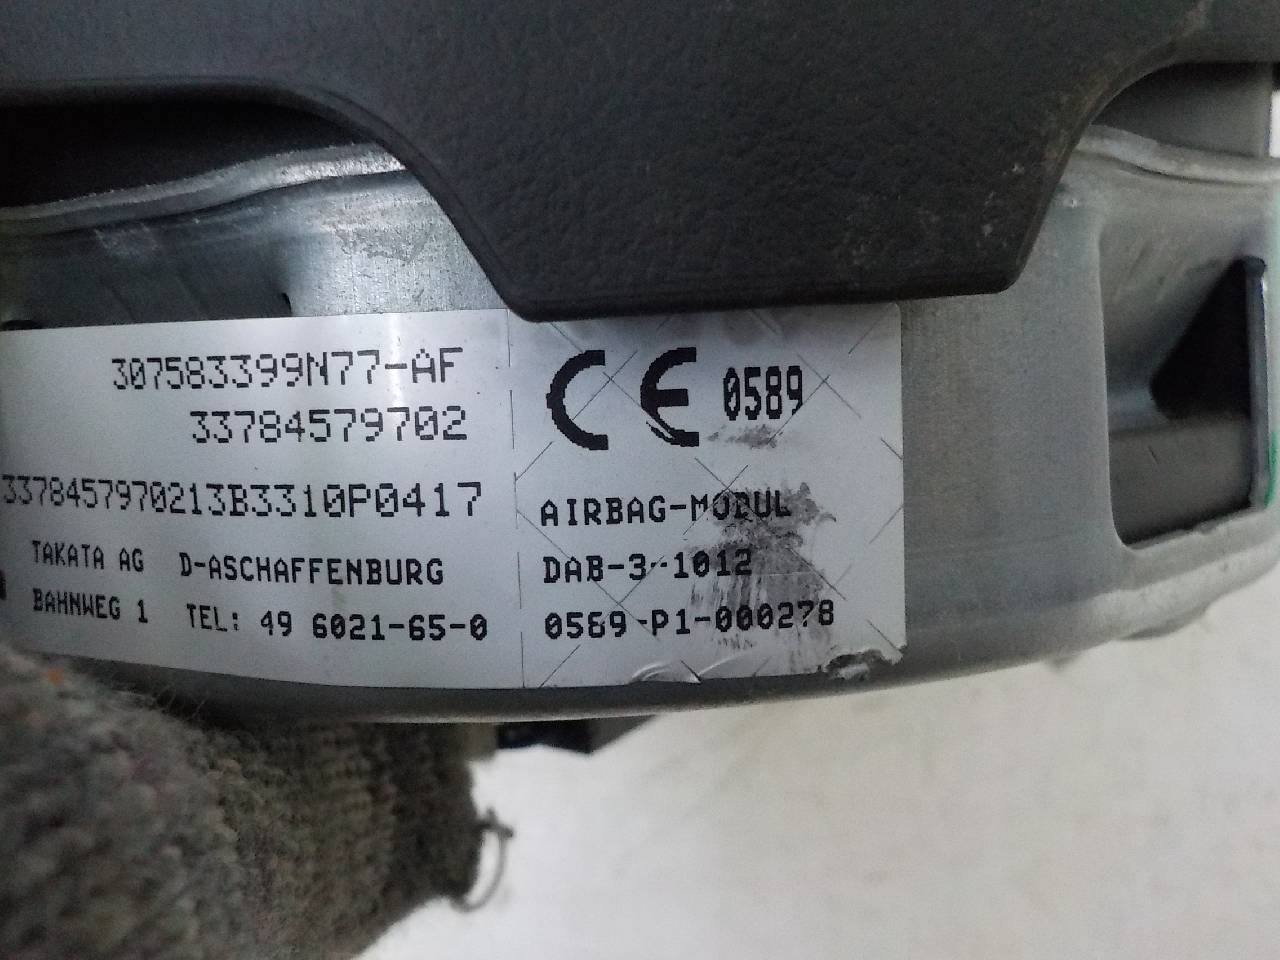 307583399N77-AF
33784579702
3378457970213B3310P0417
TAKATA AG D-ASCHAFFENBURG
BAHNWEG 1 TEL: 49 6021-65-0
CE 0589
AIRBAG-MODUL
DAB-3-1012
0589-P1-000278